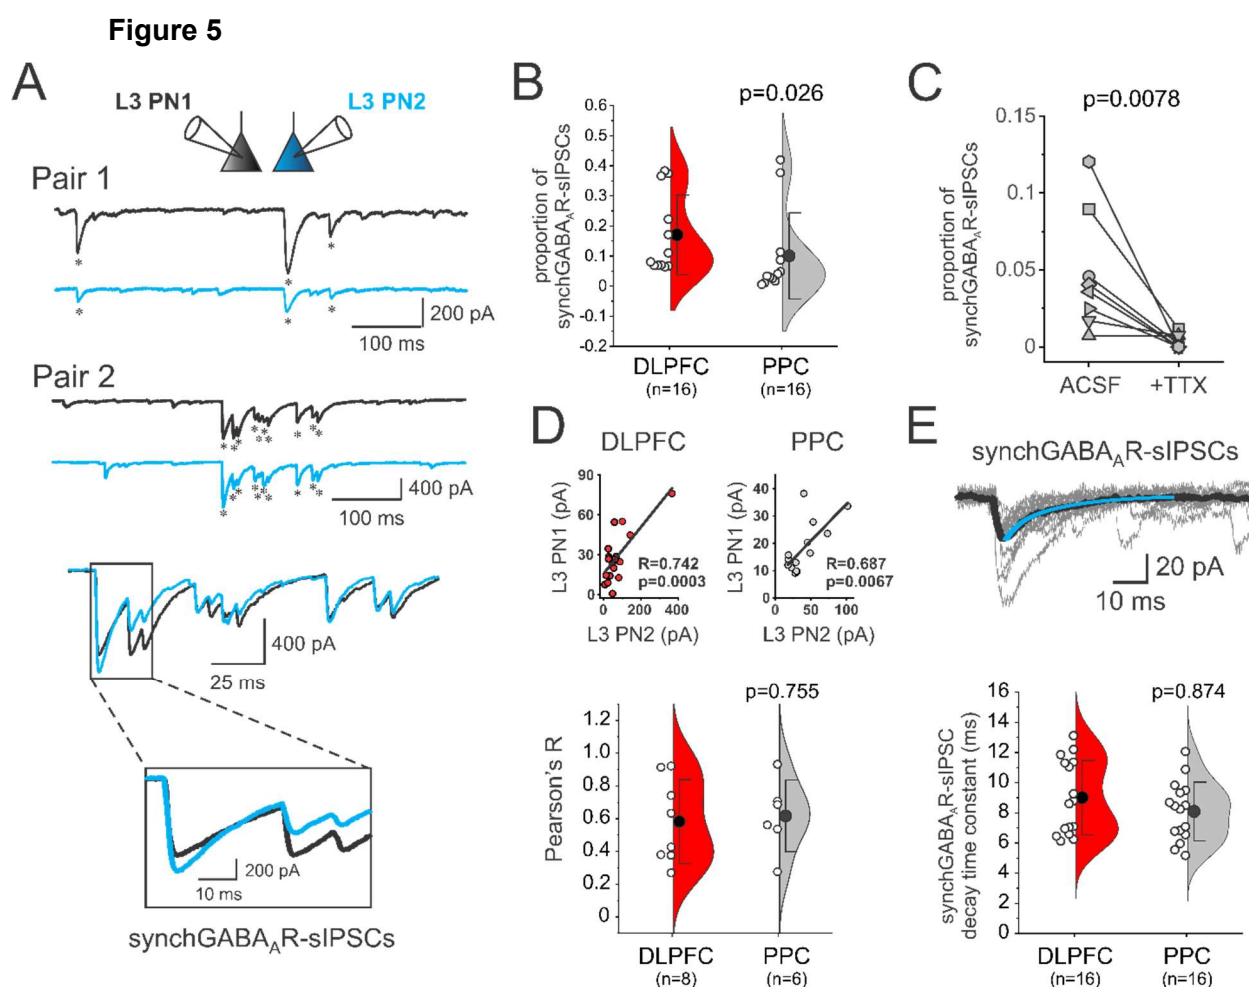 Figure 5
A
L3 PN1
L3 PN2
Pair 1
* * *
* * *
200 pA
100 ms
Pair 2
400 pA
100 ms
400 pA
25 ms
200 pA
10 ms
synchGABAAR-sIPSCs
B
p=0.026
proportion of
synchGABAAR-sIPSCs
0.6
0.5
0.4
0.3
0.2
0.1
0
-0.1
-0.2
DLPFC
(n=16)
PPC
(n=16)
C
p=0.0078
proportion of
synchGABAAR-sIPSCs
0.15
0.1
0.05
0
ACSF
+TTX
D
DLPFC
L3 PN1 (pA)
90
60
30
0
R=0.742
p=0.0003
0 200 400
L3 PN2 (pA)
PPC
L3 PN1 (pA)
40
30
20
10
0
R=0.687
p=0.0067
0 50 100
L3 PN2 (pA)
p=0.755
Pearson's R
1.2
1.0
0.8
0.6
0.4
0.2
0
DLPFC
(n=8)
PPC
(n=6)
E
synchGABAAR-sIPSCs
20 pA
10 ms
p=0.874
synchGABAAR-sIPSC
decay time constant (ms)
16
14
12
10
8
6
4
2
0
DLPFC
(n=16)
PPC
(n=16)